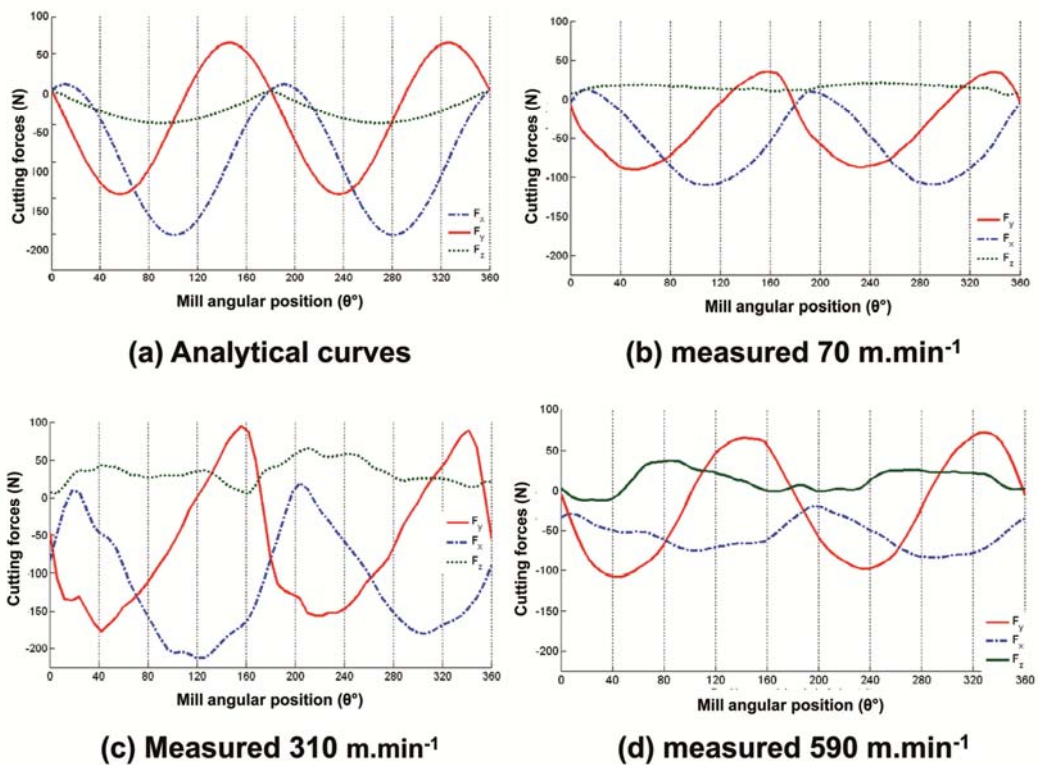 Cutting forces (N)
100
50
0
-50
-100
150
-200
0 40 80 120 160 200 240 280 320 360
Fx
Fy
Fz
Mill angular position (θ°)
(a) Analytical curves
Cutting forces (N)
100
50
0
-50
-100
-150
-200
0 40 80 120 160 200 240 280 320 360
Fy
Fx
Fz
Mill angular position (θ°)
(b) measured 70 m.min-1
Cutting forces (N)
100
50
0
-50
-100
-150
-200
0 40 80 120 160 200 240 280 320 360
Fy
Fx
Fz
Mill angular position (θ°)
(c) Measured 310 m.min-1
Cutting forces (N)
100
50
0
-50
-100
-150
-200
0 40 80 120 160 200 240 280 320 360
Fy
Fx
Fz
Mill angular position (θ°)
(d) measured 590 m.min-1